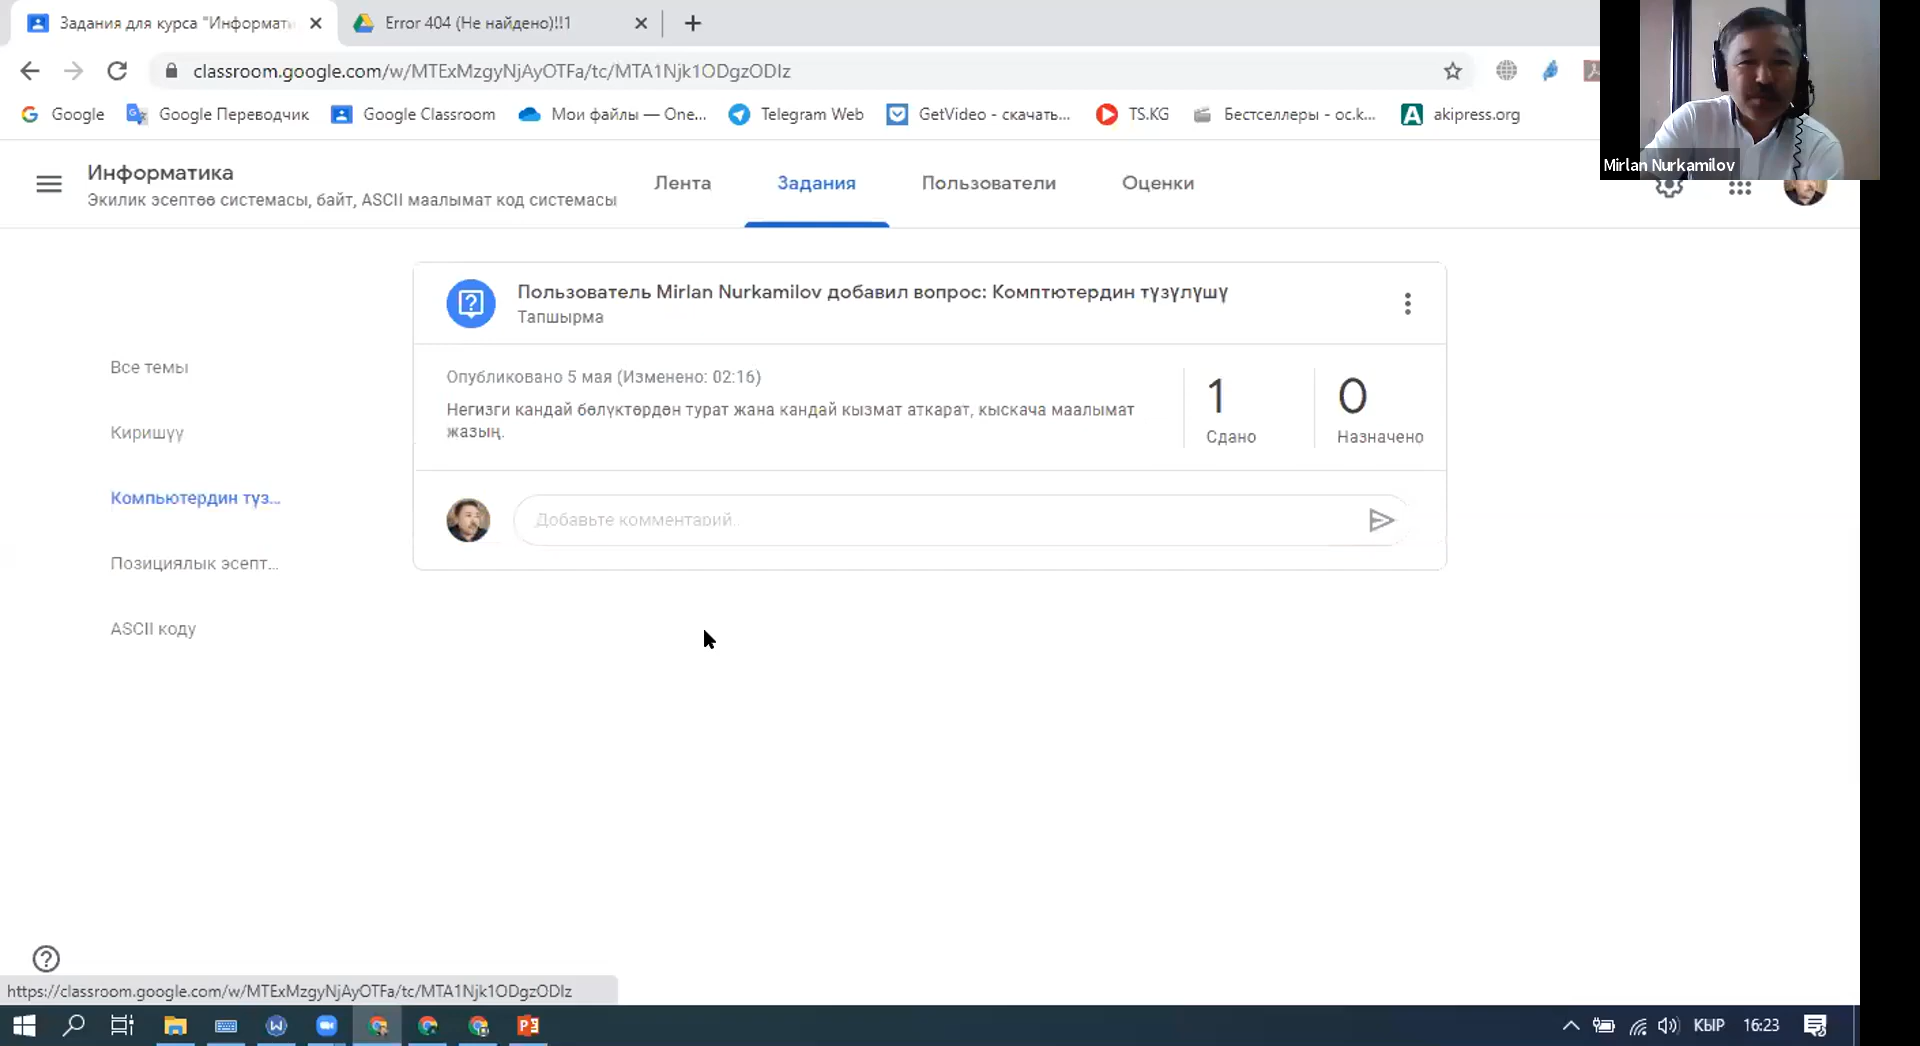 Задания для курса "Информати
Error 404 (Не найдено)!!1
classroom.google.com/w/MTExMzgyNjAyOTFa/tc/MTA1Njk1ODgzODIz
Google
Google Переводчик
Google Classroom
Мои файлы — One...
Telegram Web
GetVideo - скачать...
TS.KG
Бестселлеры - oc.k...
akipress.org
Mirlan Nurkamilov
Информатика
Экилик эсептөө системасы, байт, ASCII маалымат код системасы
Лента
Задания
Пользователи
Оценки
Пользователь Mirlan Nurkamilov добавил вопрос: Комптютердин түзүлүшү
Тапшырма
Все темы
Киришүү
Компьютердин түз...
Позициялык эсепт...
ASCII коду
Опубликовано 5 мая (Изменено: 02:16)
Негизги кандай бөлүктөрдөн турат жана кандай кызмат аткарат, кыскача маалымат
жазың.
1
Сдано
0
Назначено
Добавьте комментарий...
https://classroom.google.com/w/MTExMzgyNjAyOTFa/tc/MTA1Njk1ODgzODIz
КЫР
16:23